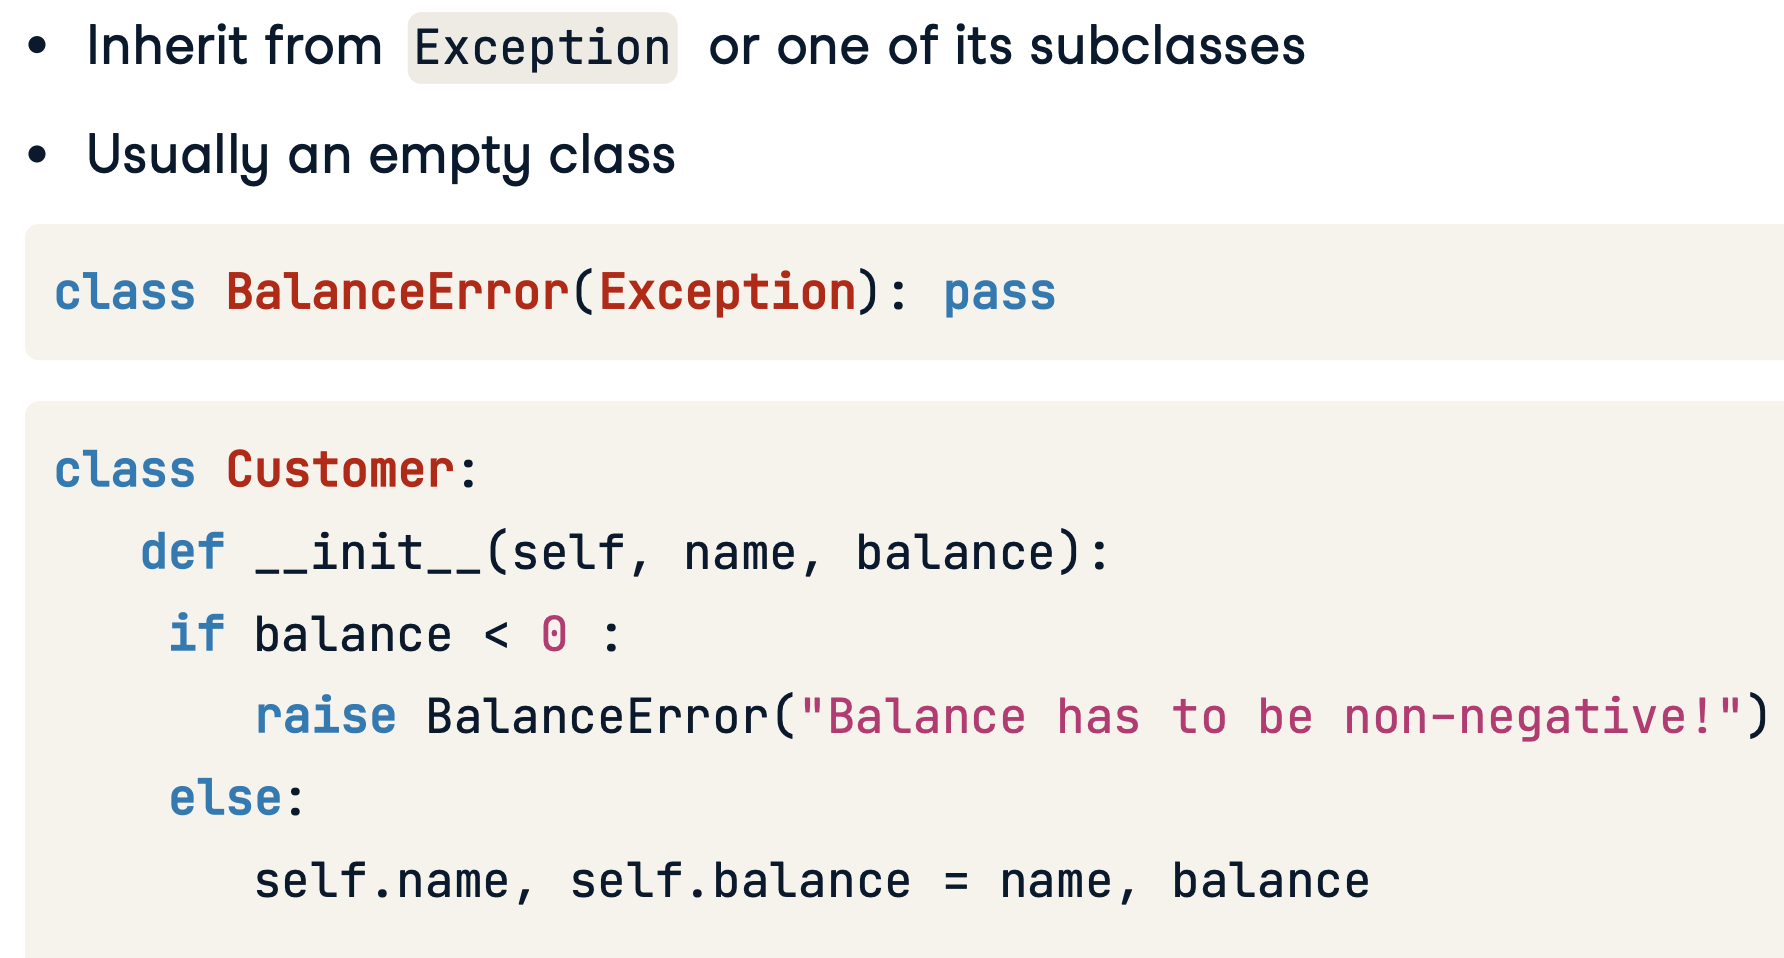 • Inherit from Exception or one of its subclasses
• Usually an empty class
class BalanceError(Exception): pass
class Customer:
   def __init__(self, name, balance):
    if balance < 0 :
       raise BalanceError("Balance has to be non-negative!")
    else:
       self.name, self.balance = name, balance